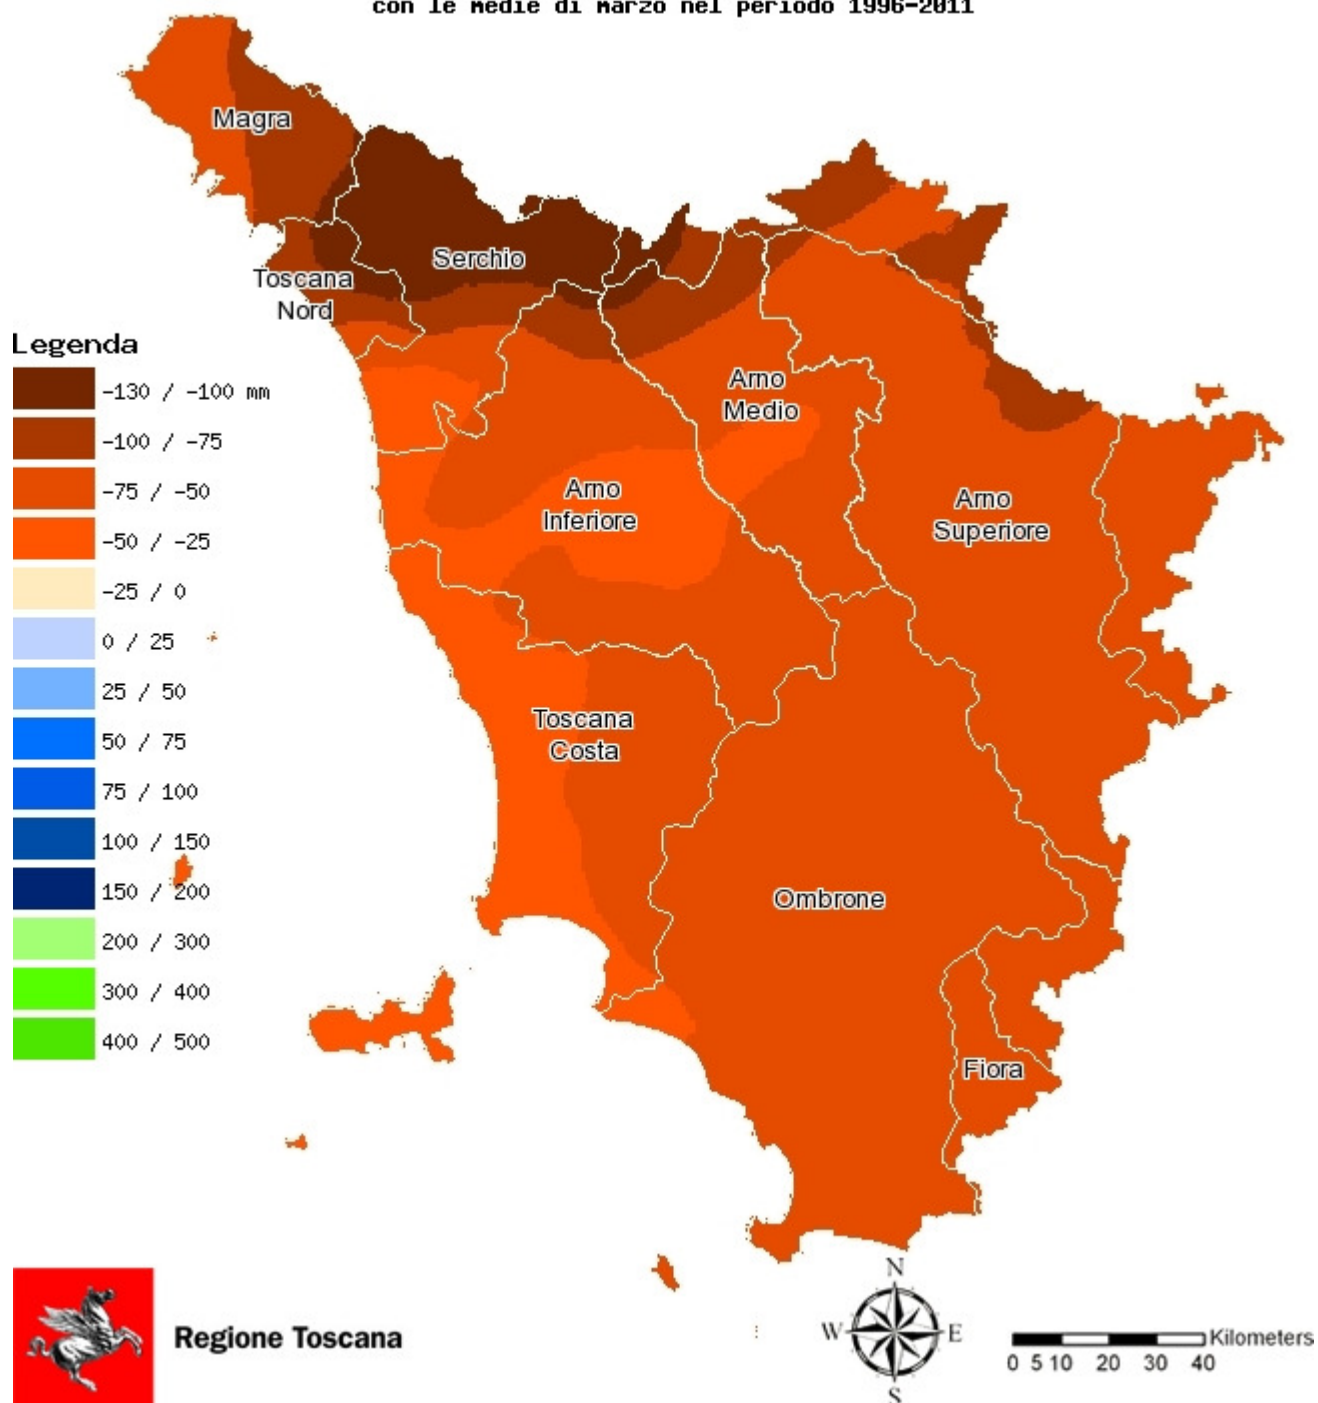 con le medie di marzo nel periodo 1996-2011
Magra
Serchio
Toscana
Nord
Legenda
-130 / -100 mm
-100 / -75
-75 / -50
-50 / -25
-25 / 0
0 / 25
25 / 50
50 / 75
75 / 100
100 / 150
150 / 200
200 / 300
300 / 400
400 / 500
Arno
Medio
Arno
Inferiore
Arno
Superiore
Toscana
Costa
Ombrone
Fiora
Regione Toscana
N
W E
S
Kilometers
0 5 10 20 30 40